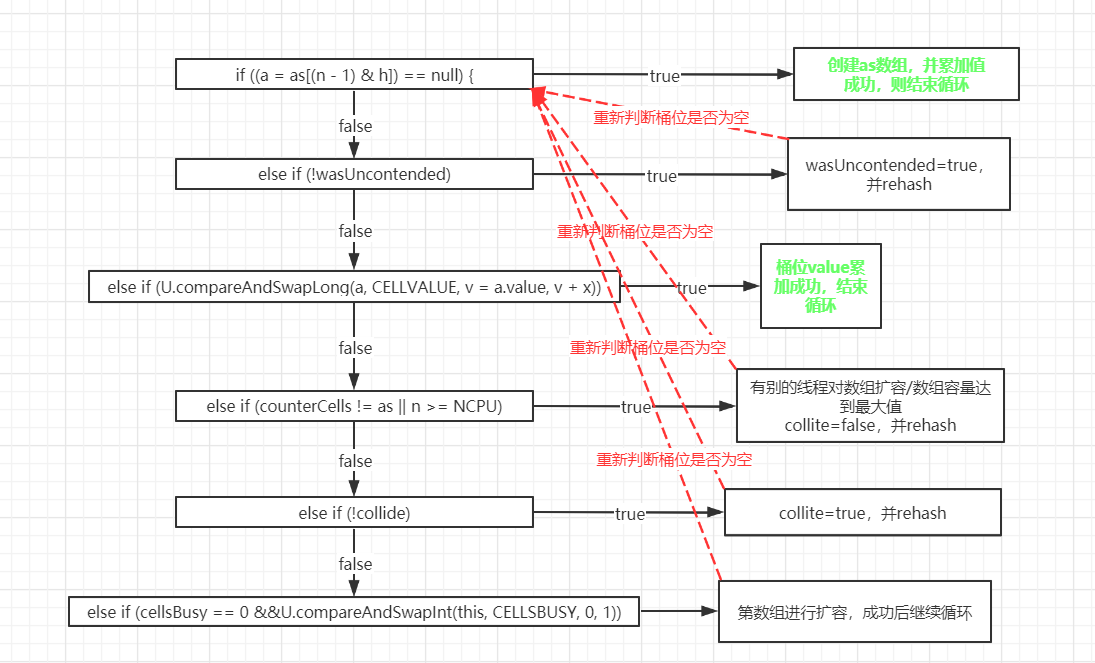 if ((a = as[(n - 1) & h]) == null) {
true
创建as数组，并累加值
成功，则结束循环
重新判断桶位是否为空
false
else if (!wasUncontended)
true
wasUncontended=true，
并rehash
false
重新判断桶位是否为空
else if (U.compareAndSwapLong(a, CELLVALUE, v = a.value, v + x))
true
桶位value累
加成功，结束
循环
false
重新判断桶位是否为空
else if (counterCells != as || n >= NCPU)
true
有别的线程对数组扩容/数组容量达
到最大值
collite=false，并rehash
false
重新判断桶位是否为空
else if (!collide)
true
collite=true，并rehash
false
else if (cellsBusy == 0 &&U.compareAndSwapInt(this, CELLSBUSY, 0, 1))
第数组进行扩容，成功后继续循环